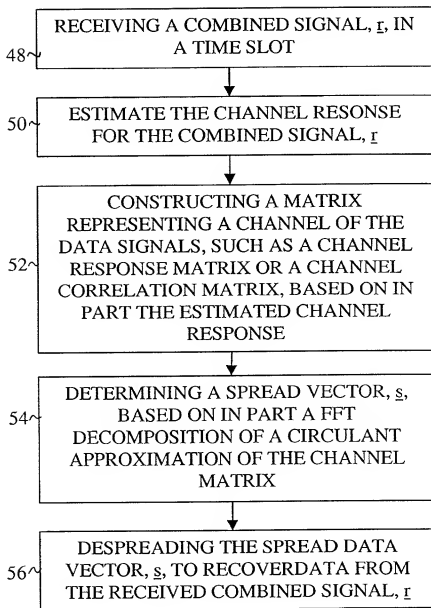 RECEIVING A COMBINED SIGNAL, r, IN
A TIME SLOT
48
ESTIMATE THE CHANNEL RESONSE
FOR THE COMBINED SIGNAL, r
50
CONSTRUCTING A MATRIX
REPRESENTING A CHANNEL OF THE
DATA SIGNALS, SUCH AS A CHANNEL
RESPONSE MATRIX OR A CHANNEL
CORRELATION MATRIX, BASED ON IN
PART THE ESTIMATED CHANNEL
RESPONSE
52
DETERMINING A SPREAD VECTOR, s,
BASED ON IN PART A FFT
DECOMPOSITION OF A CIRCULANT
APPROXIMATION OF THE CHANNEL
MATRIX
54
DESPREADING THE SPREAD DATA
VECTOR, s, TO RECOVERDATA FROM
THE RECEIVED COMBINED SIGNAL, r
56